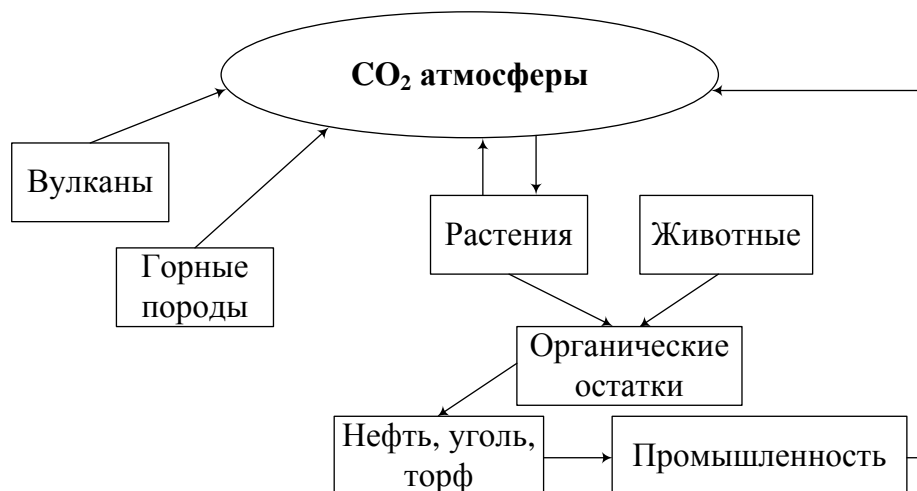 CO₂ атмосферы
Вулканы
Растения
Животные
Горные
породы
Органические
остатки
Нефть, уголь,
торф
Промышленность